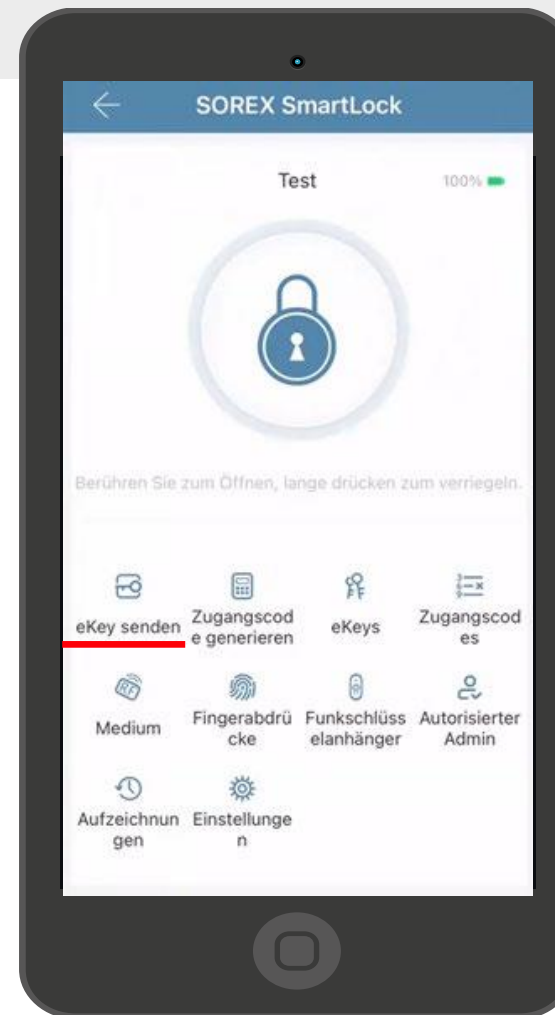 SOREX SmartLock
Test 100%
Berühren Sie zum Öffnen, lange drücken zum verriegeln.
eKey senden
Zugangscod
e generieren
eKeys
Zugangscod
es
Medium
Fingerabdrü
cke
Funkschlüss
elanhänger
Autorisierter
Admin
Aufzeichnun
gen
Einstellunge
n